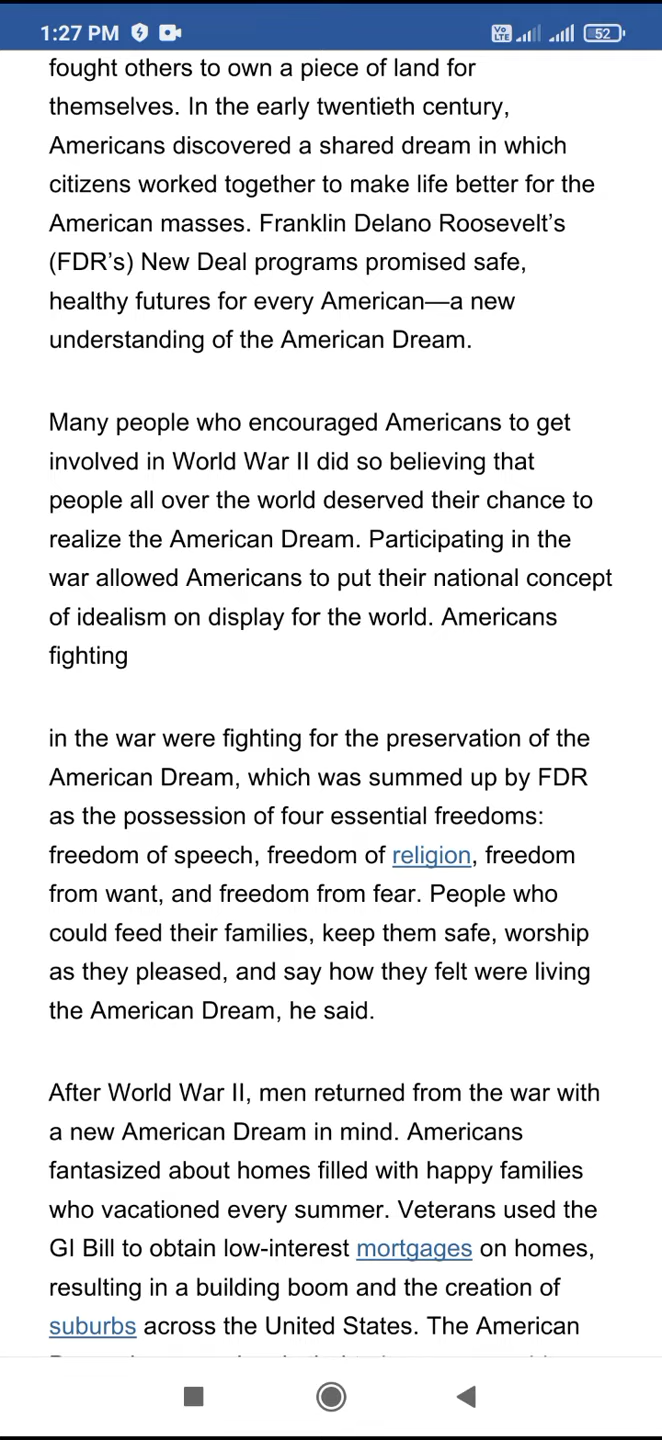 1:27 PM
Vo LTE 52
fought others to own a piece of land for
themselves. In the early twentieth century,
Americans discovered a shared dream in which
citizens worked together to make life better for the
American masses. Franklin Delano Roosevelt’s
(FDR’s) New Deal programs promised safe,
healthy futures for every American—a new
understanding of the American Dream.
Many people who encouraged Americans to get
involved in World War II did so believing that
people all over the world deserved their chance to
realize the American Dream. Participating in the
war allowed Americans to put their national concept
of idealism on display for the world. Americans
fighting
in the war were fighting for the preservation of the
American Dream, which was summed up by FDR
as the possession of four essential freedoms:
freedom of speech, freedom of religion, freedom
from want, and freedom from fear. People who
could feed their families, keep them safe, worship
as they pleased, and say how they felt were living
the American Dream, he said.
After World War II, men returned from the war with
a new American Dream in mind. Americans
fantasized about homes filled with happy families
who vacationed every summer. Veterans used the
GI Bill to obtain low-interest mortgages on homes,
resulting in a building boom and the creation of
suburbs across the United States. The American